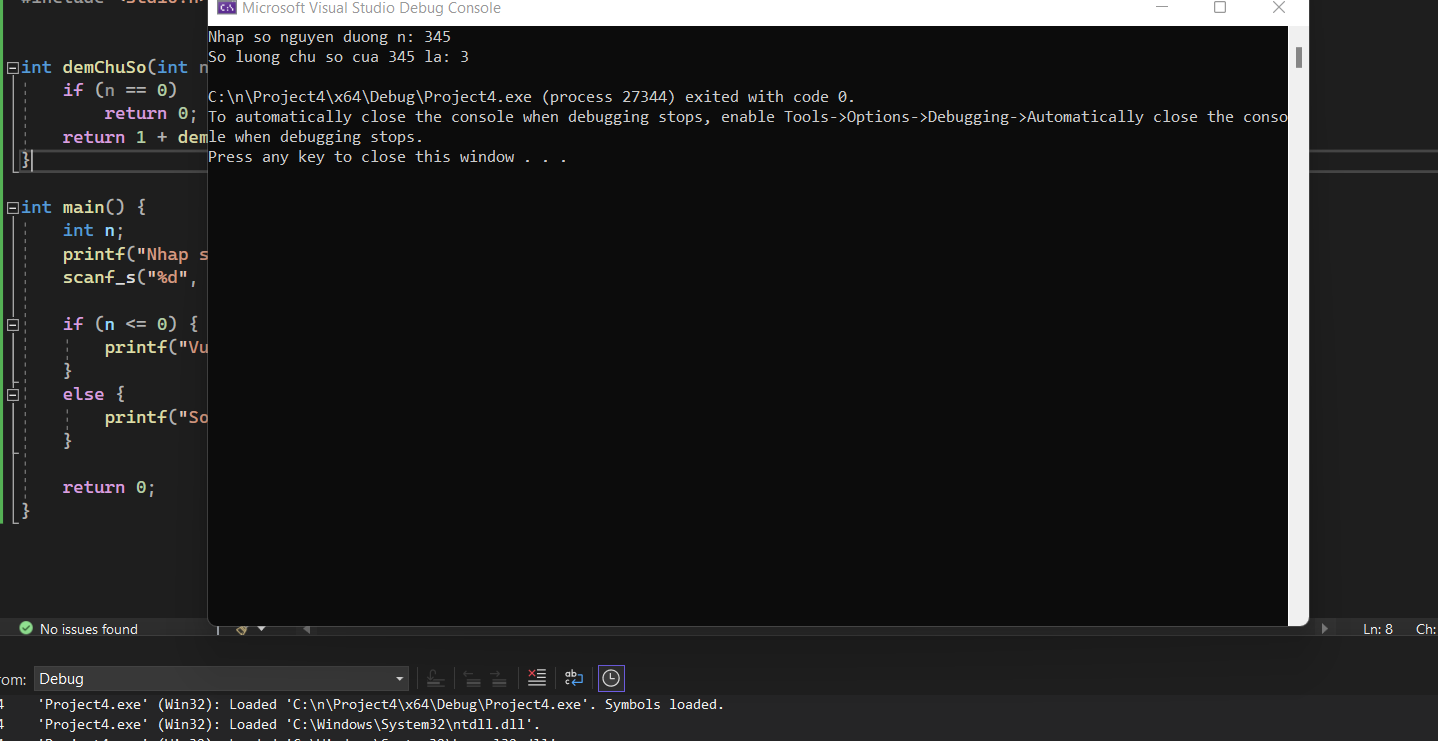 Microsoft Visual Studio Debug Console
Nhap so nguyen duong n: 345
So luong chu so cua 345 la: 3
C:\n\Project4\x64\Debug\Project4.exe (process 27344) exited with code 0.
To automatically close the console when debugging stops, enable Tools->Options->Debugging->Automatically close the conso
le when debugging stops.
Press any key to close this window . . .
#include <stdio.h>
int demChuSo(int n
if (n == 0)
return 0;
return 1 + dem
}
int main() {
int n;
printf("Nhap s
scanf_s("%d",
if (n <= 0) {
printf("Vu
}
else {
printf("So
}
return 0;
}
No issues found
Ln: 8 Ch:
om: Debug
4 'Project4.exe' (Win32): Loaded 'C:\n\Project4\x64\Debug\Project4.exe'. Symbols loaded.
4 'Project4.exe' (Win32): Loaded 'C:\Windows\System32\ntdll.dll'.